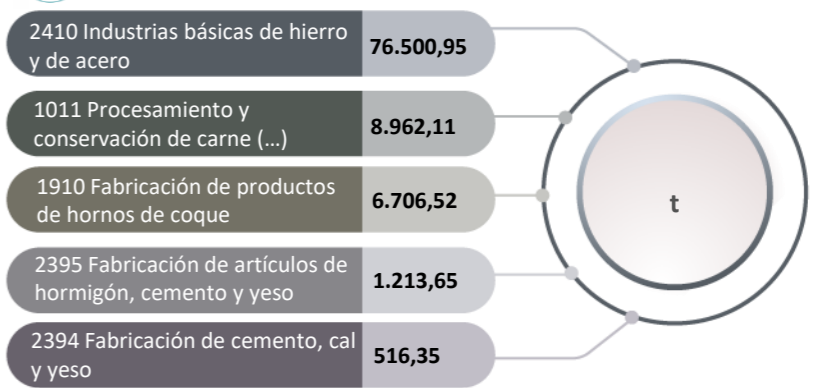 2410 Industrias básicas de hierro
y de acero
76.500,95
1011 Procesamiento y
conservación de carne (...)
8.962,11
1910 Fabricación de productos
de hornos de coque
6.706,52
2395 Fabricación de artículos de
hormigón, cemento y yeso
1.213,65
2394 Fabricación de cemento, cal
y yeso
516,35
t